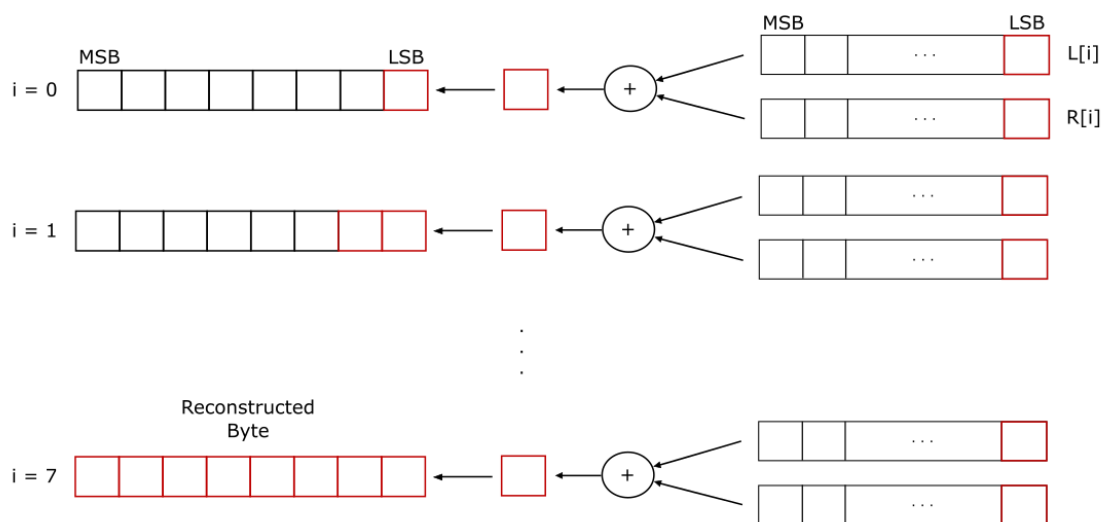 MSB LSB
MSB LSB
i = 0 + ... L[i]
... R[i]
i = 1 + ...
...
.
.
.
Reconstructed
Byte
i = 7 + ...
...